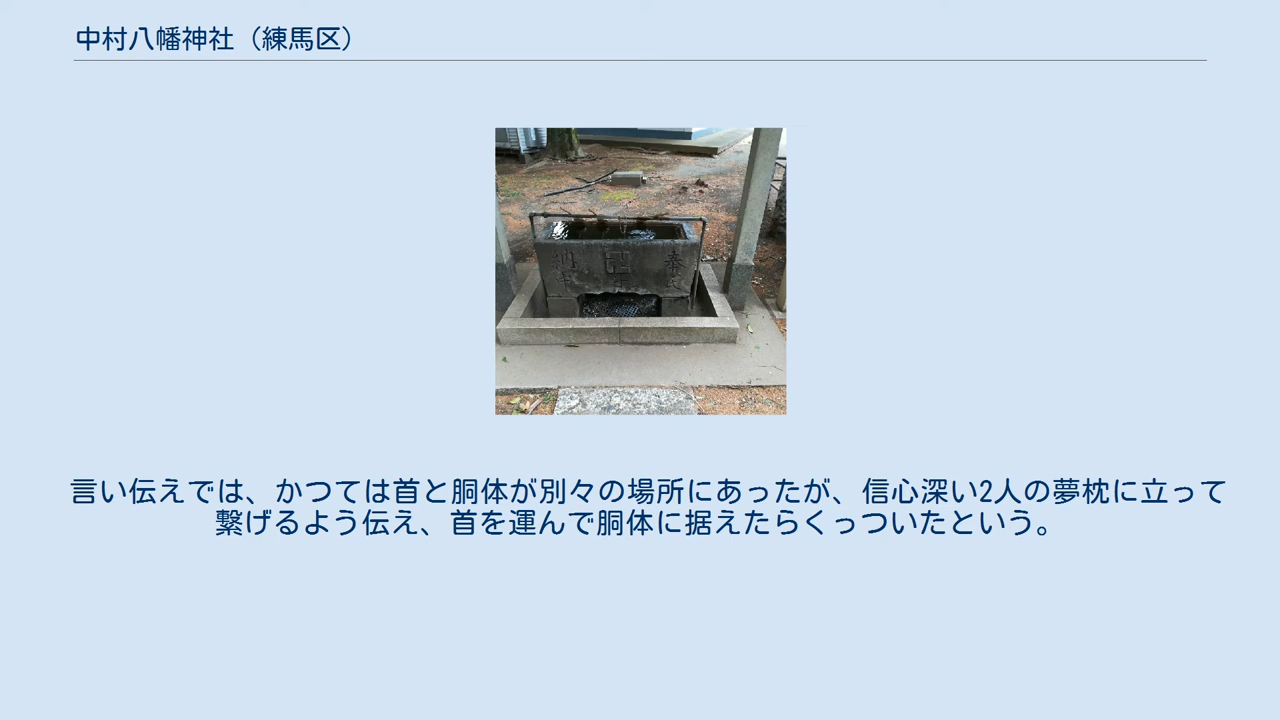 中村八幡神社（練馬区）
奉
納
言い伝えでは、かつては首と胴体が別々の場所にあったが、信心深い2人の夢枕に立って
繋げるよう伝え、首を運んで胴体に据えたらくっついたという。